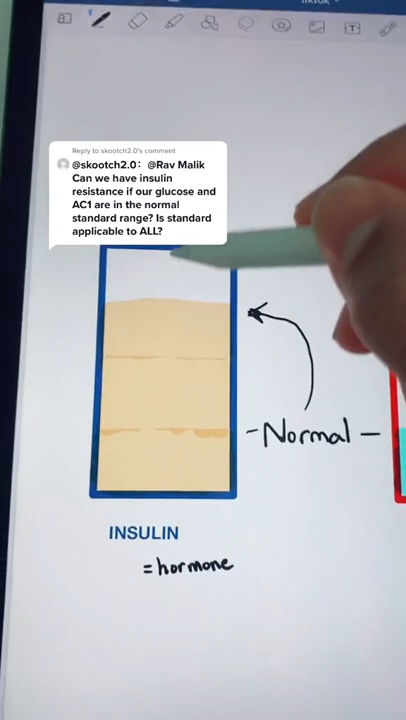 Reply to skootch2.0's comment
@skootch2.0: @Rav Malik
Can we have insulin
resistance if our glucose and
AC1 are in the normal
standard range? Is standard
applicable to ALL?
-Normal-
INSULIN
=hormone